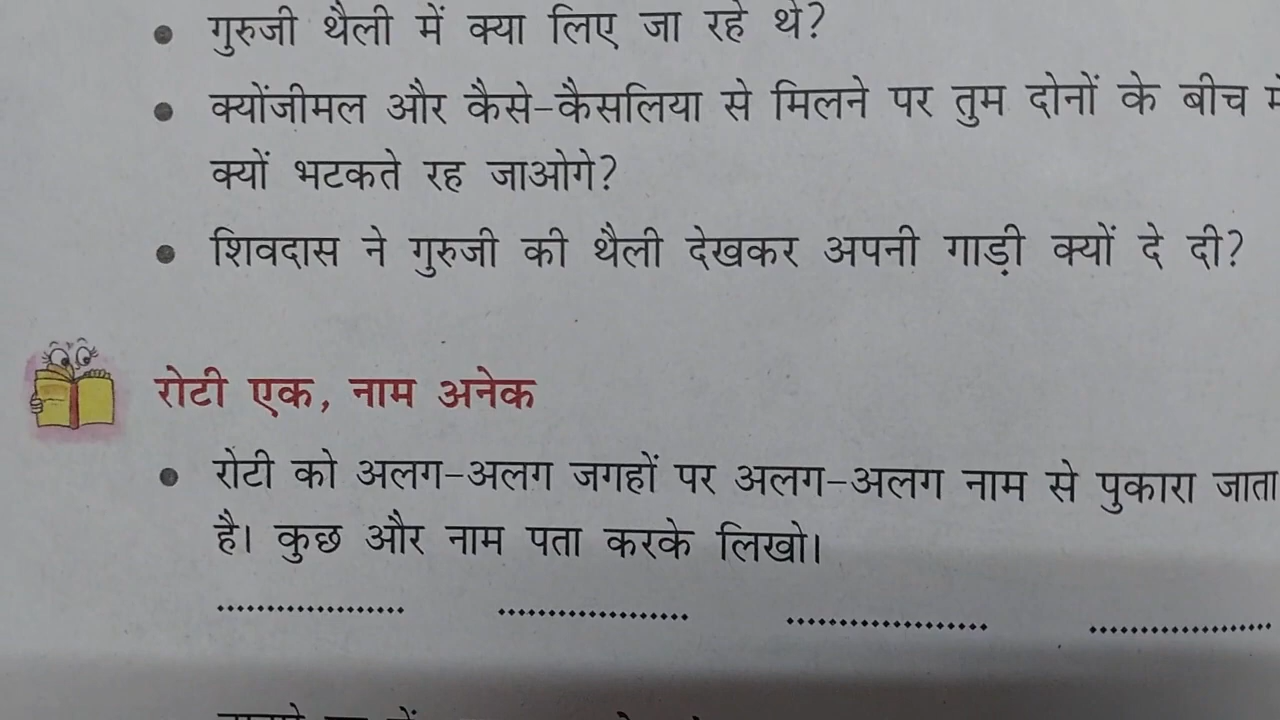 गुरुजी थैली में क्या लिए जा रहे थे?
क्योंजीमल और कैसे-कैसलिया से मिलने पर तुम दोनों के बीच में
क्यों भटकते रह जाओगे?
शिवदास ने गुरुजी की थैली देखकर अपनी गाड़ी क्यों दे दी?
रोटी एक, नाम अनेक
रोटी को अलग-अलग जगहों पर अलग-अलग नाम से पुकारा जाता
है। कुछ और नाम पता करके लिखो।